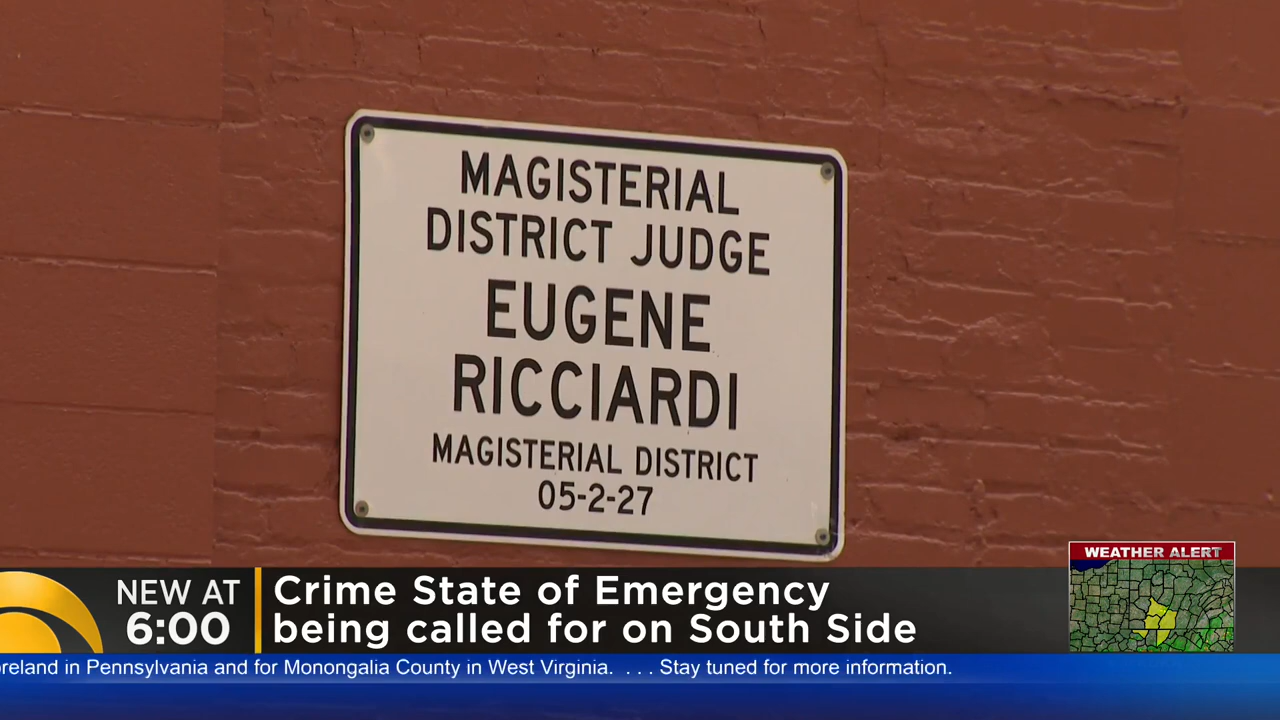 MAGISTERIAL
DISTRICT JUDGE
EUGENE
RICCIARDI
MAGISTERIAL DISTRICT
05-2-27
NEW AT
6:00
Crime State of Emergency
being called for on South Side
WEATHER ALERT
in Pennsylvania and for Monongalia County in West Virginia. . . . Stay tuned for more information.